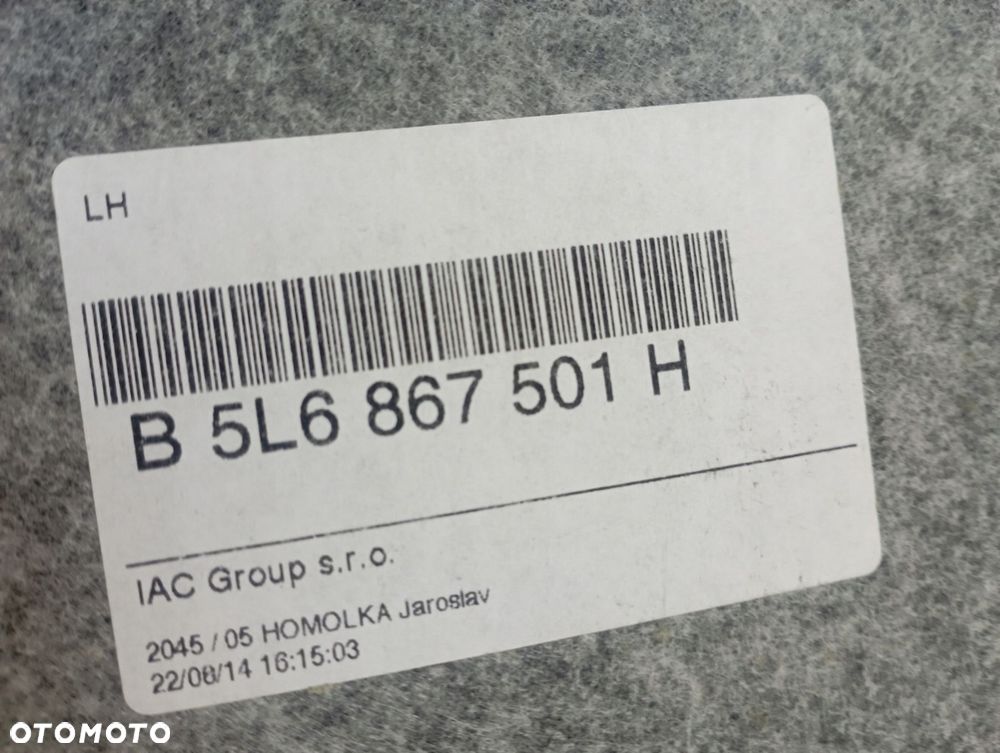 LH
B 5L6 867 501 H
IAC Group s.r.o.
2045 / 05 HOMOLKA Jaroslav
22/08/14 16:15:03
OTOMOTO